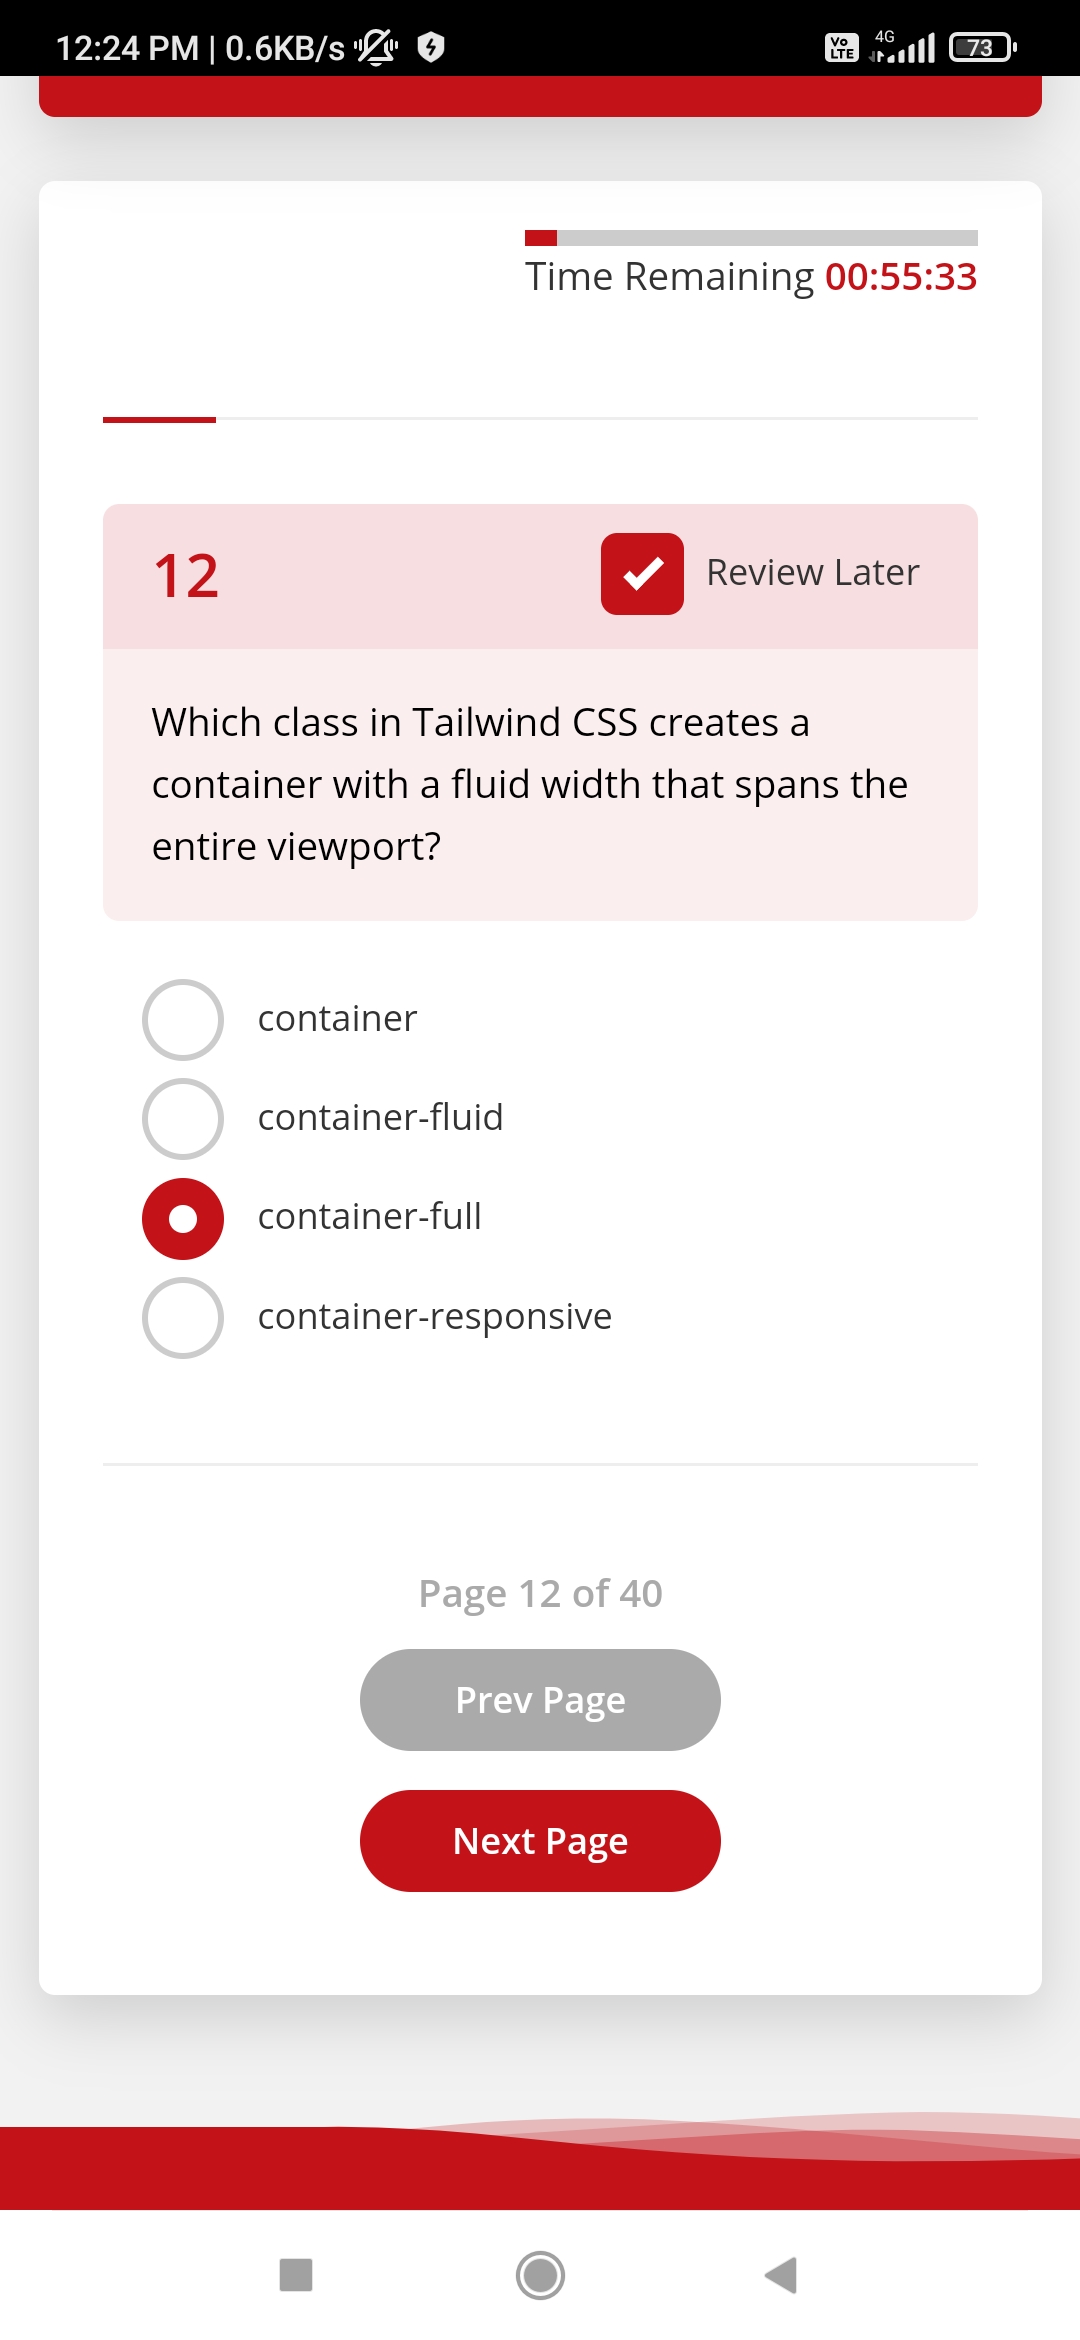 12:24 PM | 0.6KB/s
Vo LTE 4G 73
Time Remaining 00:55:33
12
Review Later
Which class in Tailwind CSS creates a
container with a fluid width that spans the
entire viewport?
container
container-fluid
container-full
container-responsive
Page 12 of 40
Prev Page
Next Page